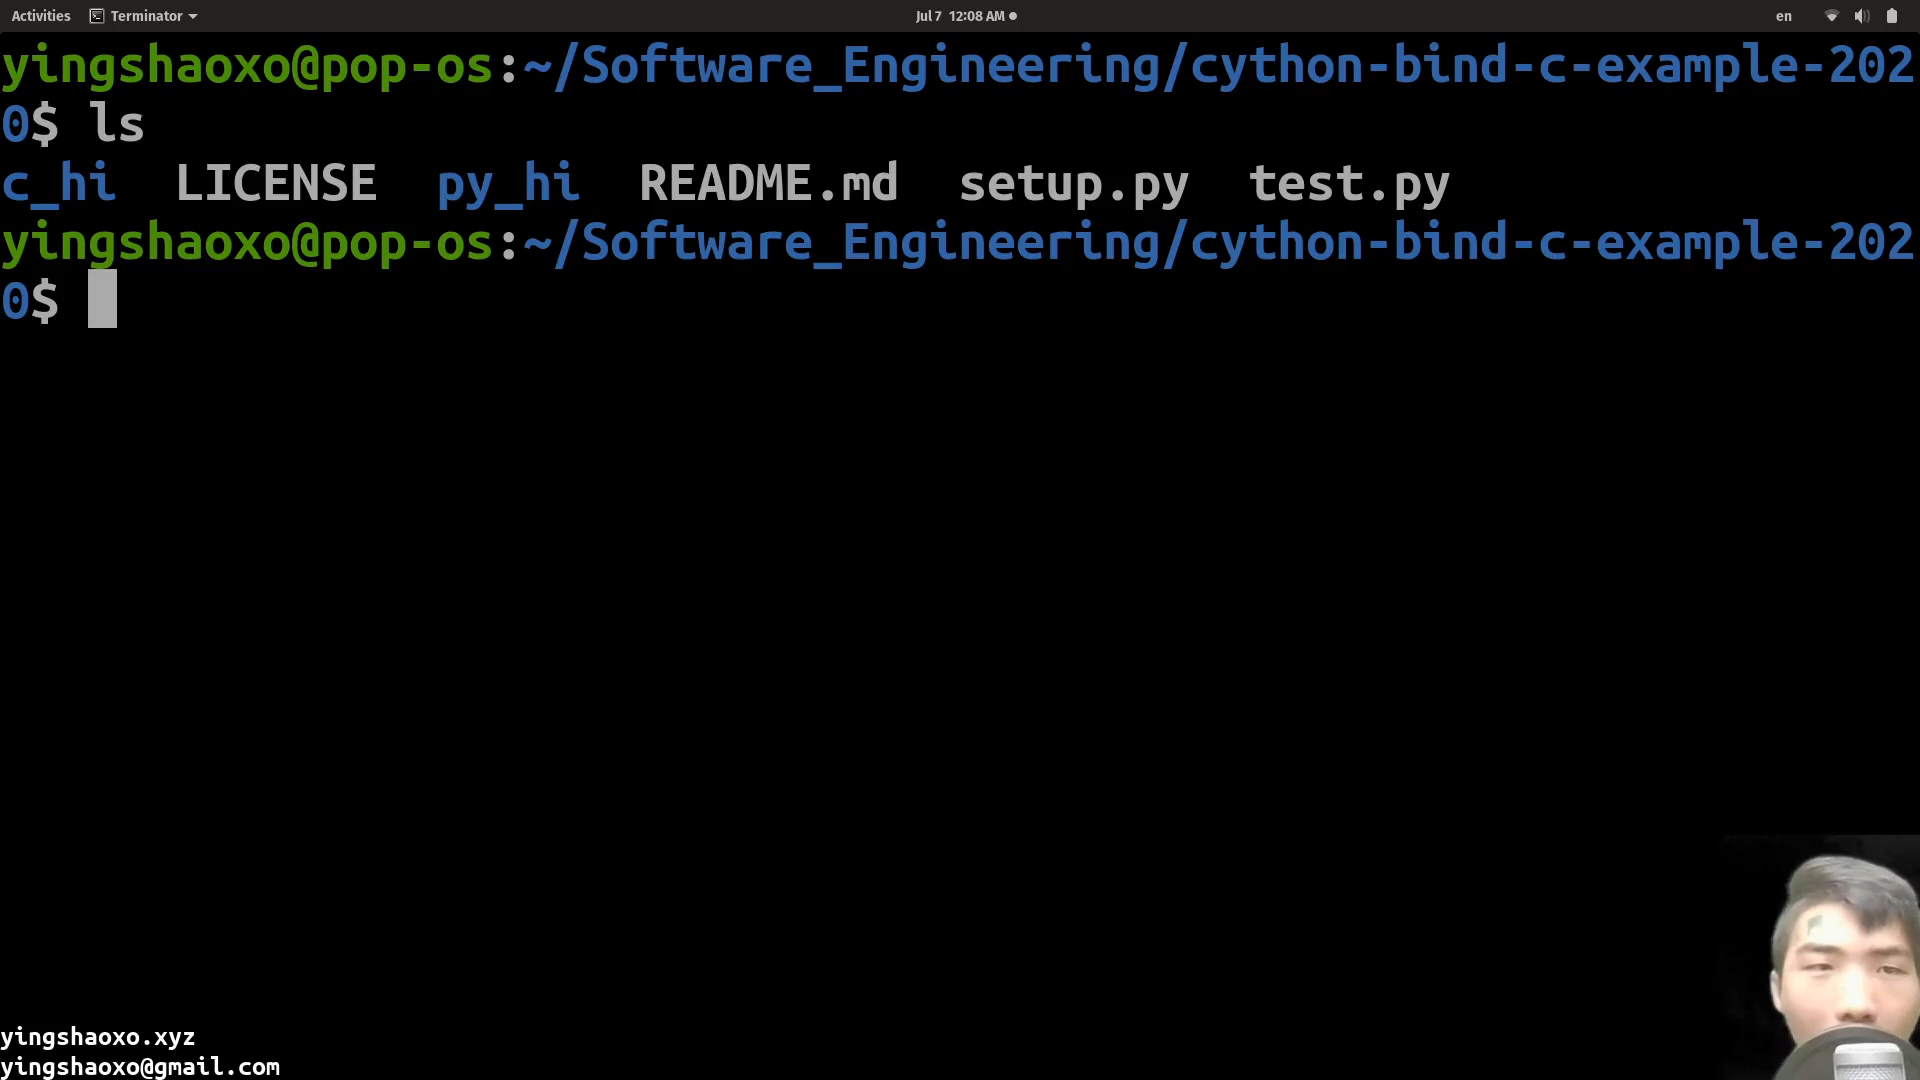 Activities Terminator Jul 7 12:08 AM en
yingshaoxo@pop-os:~/Software_Engineering/cython-bind-c-example-202
0$ ls
c_hi LICENSE py_hi README.md setup.py test.py
yingshaoxo@pop-os:~/Software_Engineering/cython-bind-c-example-202
0$
yingshaoxo.xyz
yingshaoxo@gmail.com